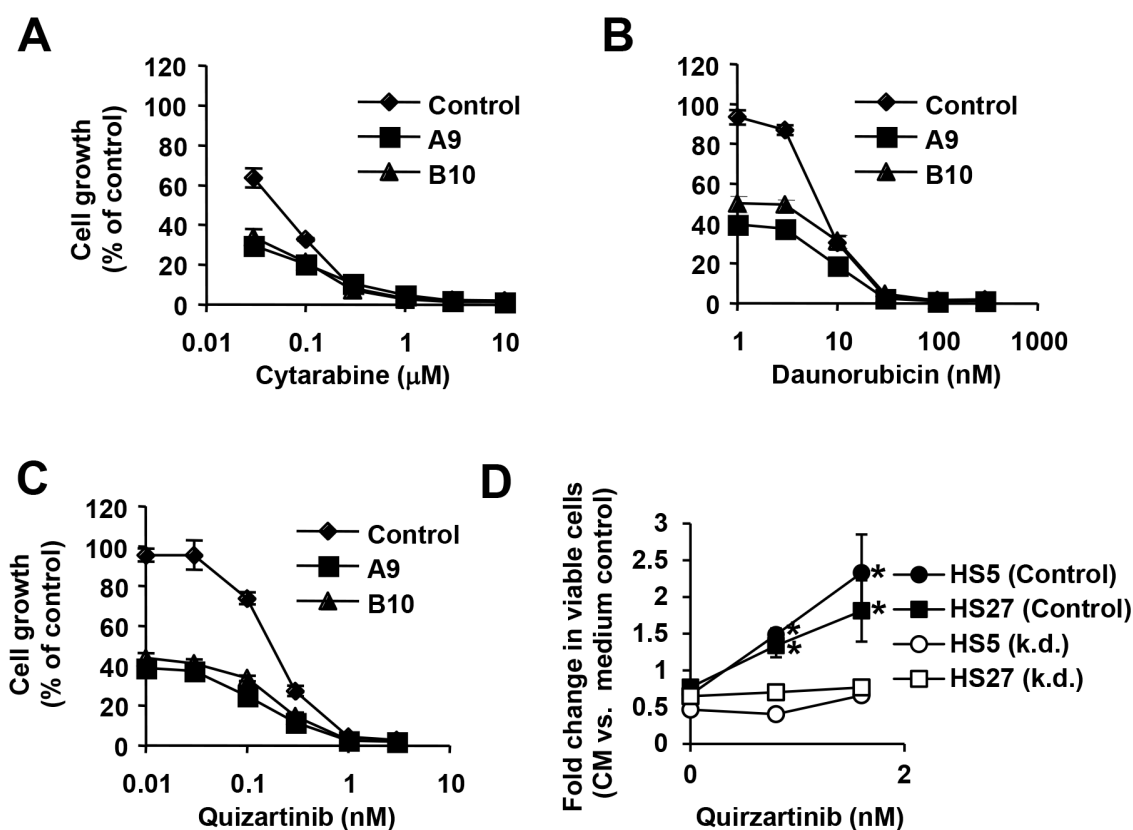 A
120
100
80
60
40
20
0
Cell growth
(% of control)
Control
A9
B10
0.01 0.1 1 10
Cytarabine (μM)
B
120
100
80
60
40
20
0
Control
A9
B10
1 10 100 1000
Daunorubicin (nM)
C
120
100
80
60
40
20
0
Cell growth
(% of control)
Control
A9
B10
0.01 0.1 1 10
Quizartinib (nM)
D
3
2.5
2
1.5
1
0.5
0
Fold change in viable cells
(CM vs. medium control)
*
*
*
*
HS5 (Control)
HS27 (Control)
HS5 (k.d.)
HS27 (k.d.)
0 2
Quirzartinib (nM)